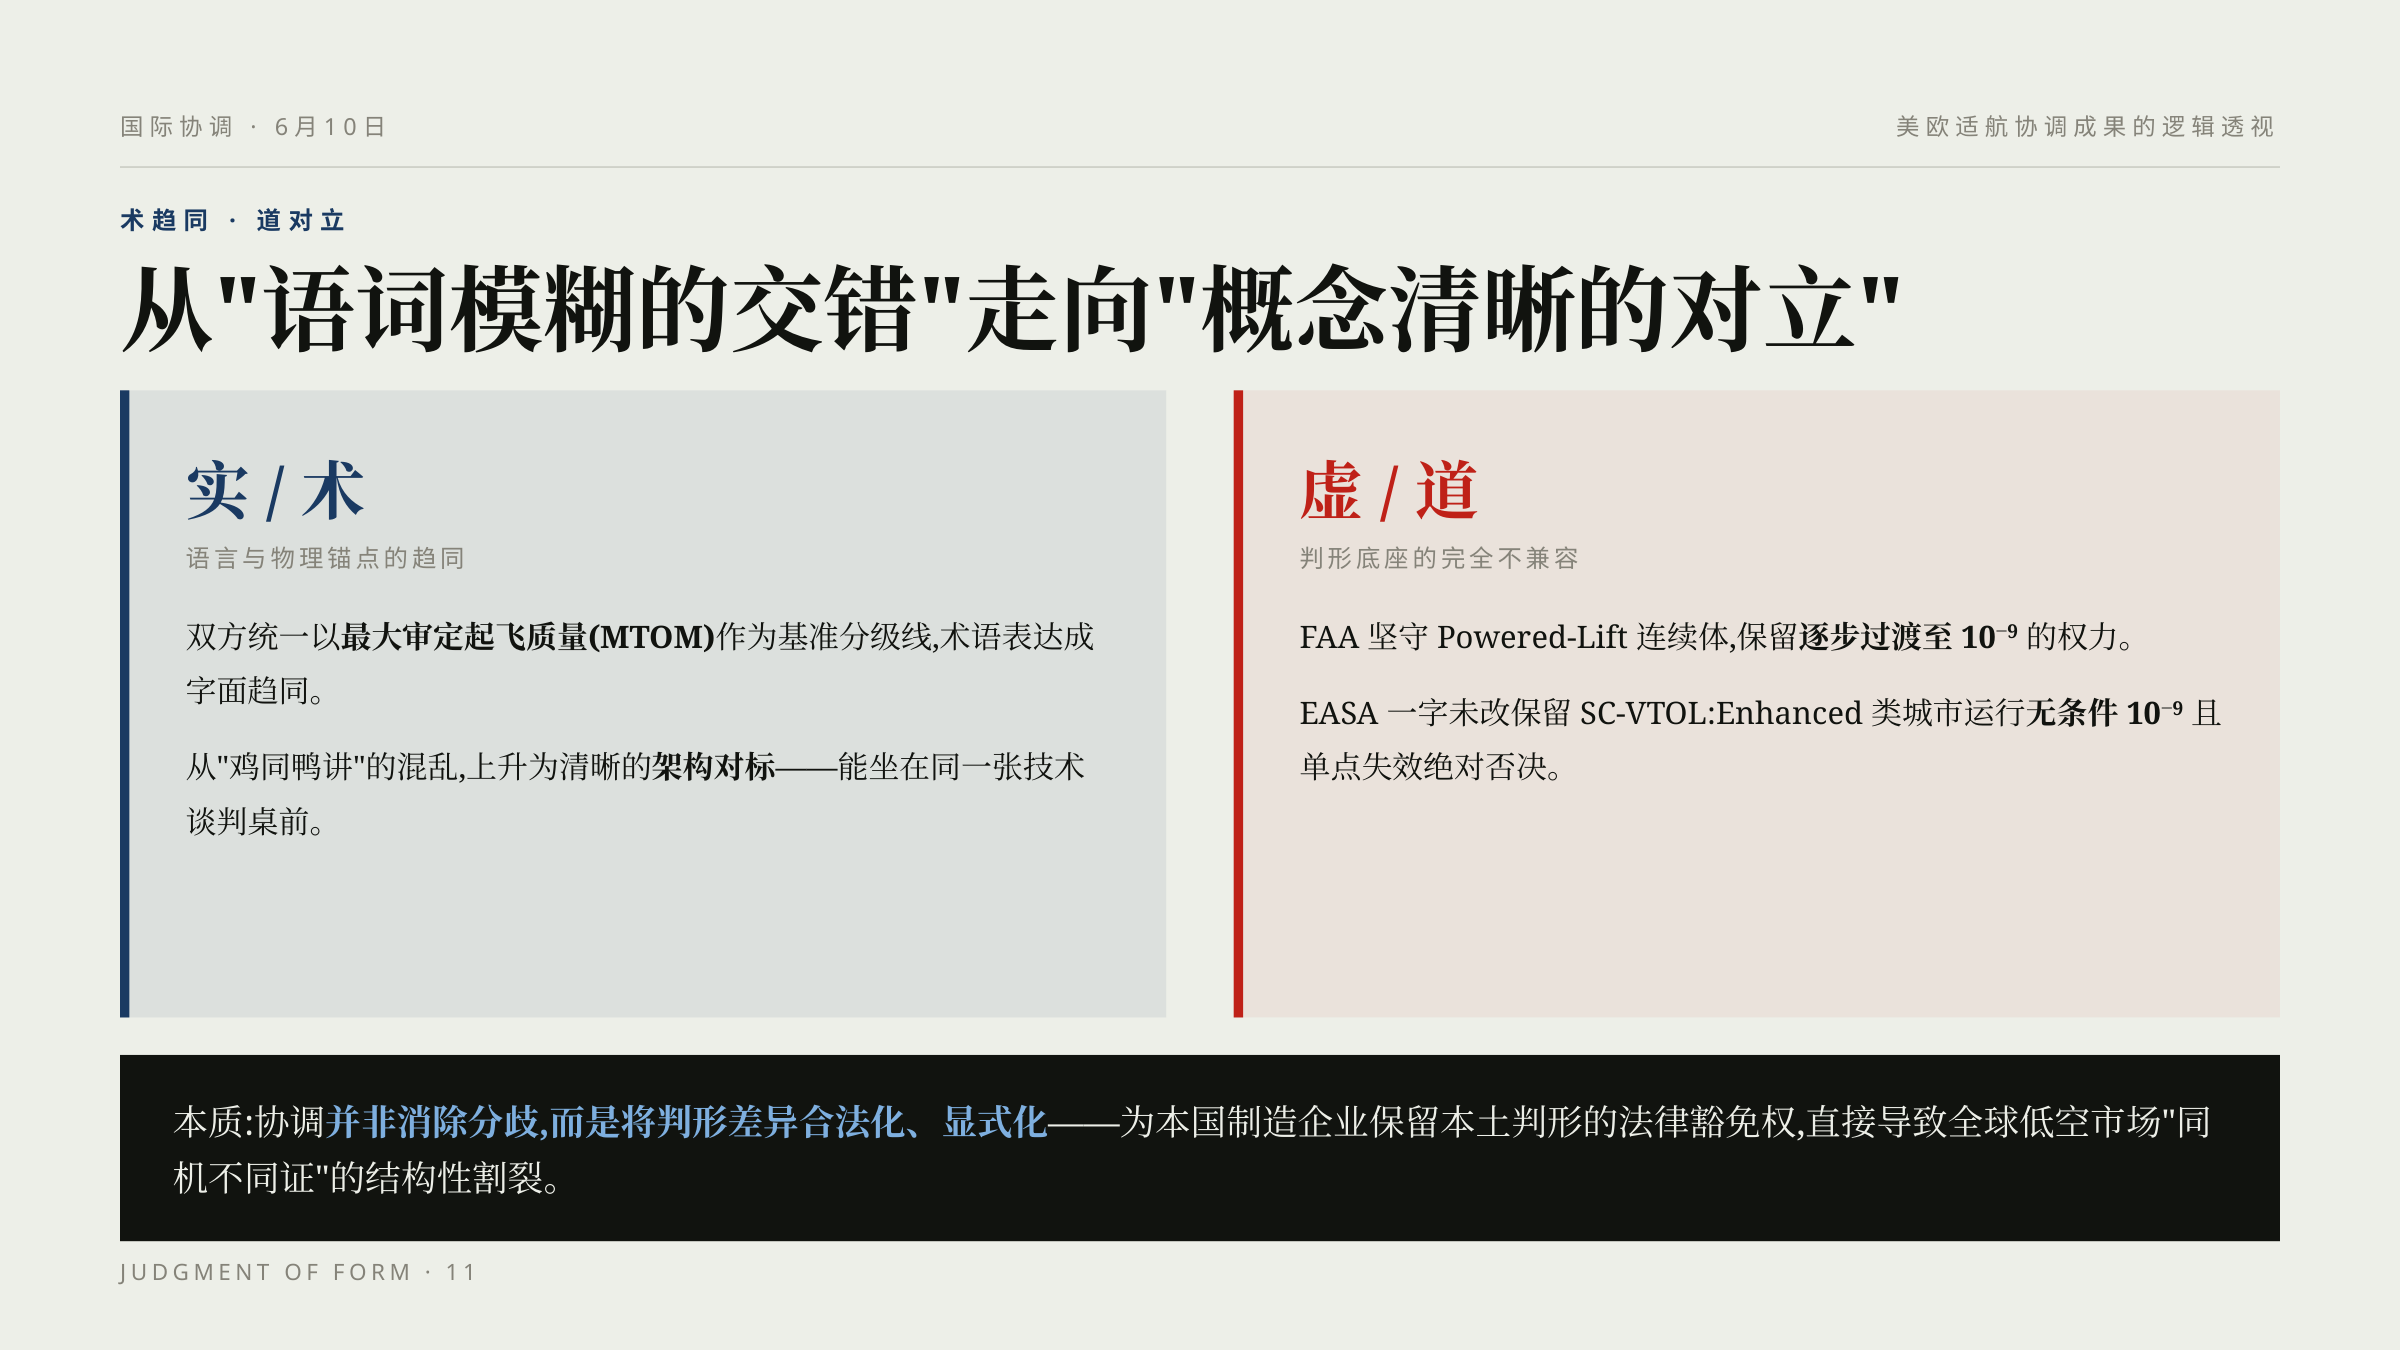 国际协调 · 6月10日
美欧适航协调成果的逻辑透视
术趋同 · 道对立
从"语词模糊的交错"走向"概念清晰的对立"
实 / 术
语言与物理锚点的趋同
双方统一以最大审定起飞质量(MTOM)作为基准分级线,术语表达成
字面趋同。
从"鸡同鸭讲"的混乱,上升为清晰的架构对标——能坐在同一张技术
谈判桌前。
虚 / 道
判形底座的完全不兼容
FAA 坚守 Powered-Lift 连续体,保留逐步过渡至 10⁻⁹ 的权力。
EASA 一字未改保留 SC-VTOL:Enhanced 类城市运行无条件 10⁻⁹ 且
单点失效绝对否决。
本质:协调并非消除分歧,而是将判形差异合法化、显式化——为本国制造企业保留本土判形的法律豁免权,直接导致全球低空市场"同
机不同证"的结构性割裂。
JUDGMENT OF FORM · 11